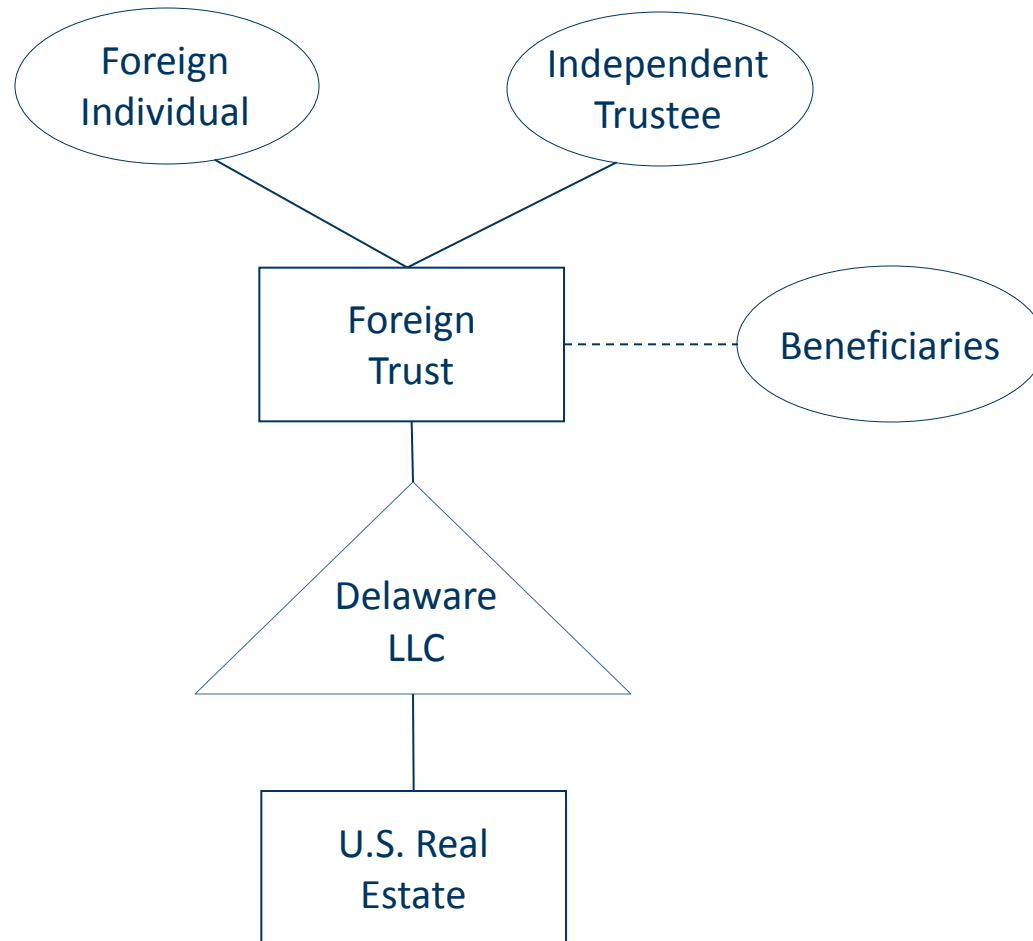 Foreign
Individual
Independent
Trustee
Foreign
Trust
Beneficiaries
Delaware
LLC
U.S. Real
Estate